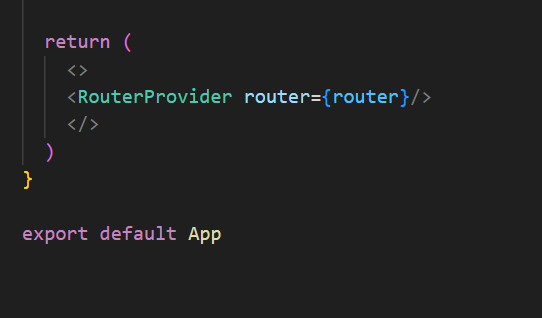 return (
<>
<RouterProvider router={router}/>
</>
)
}
export default App